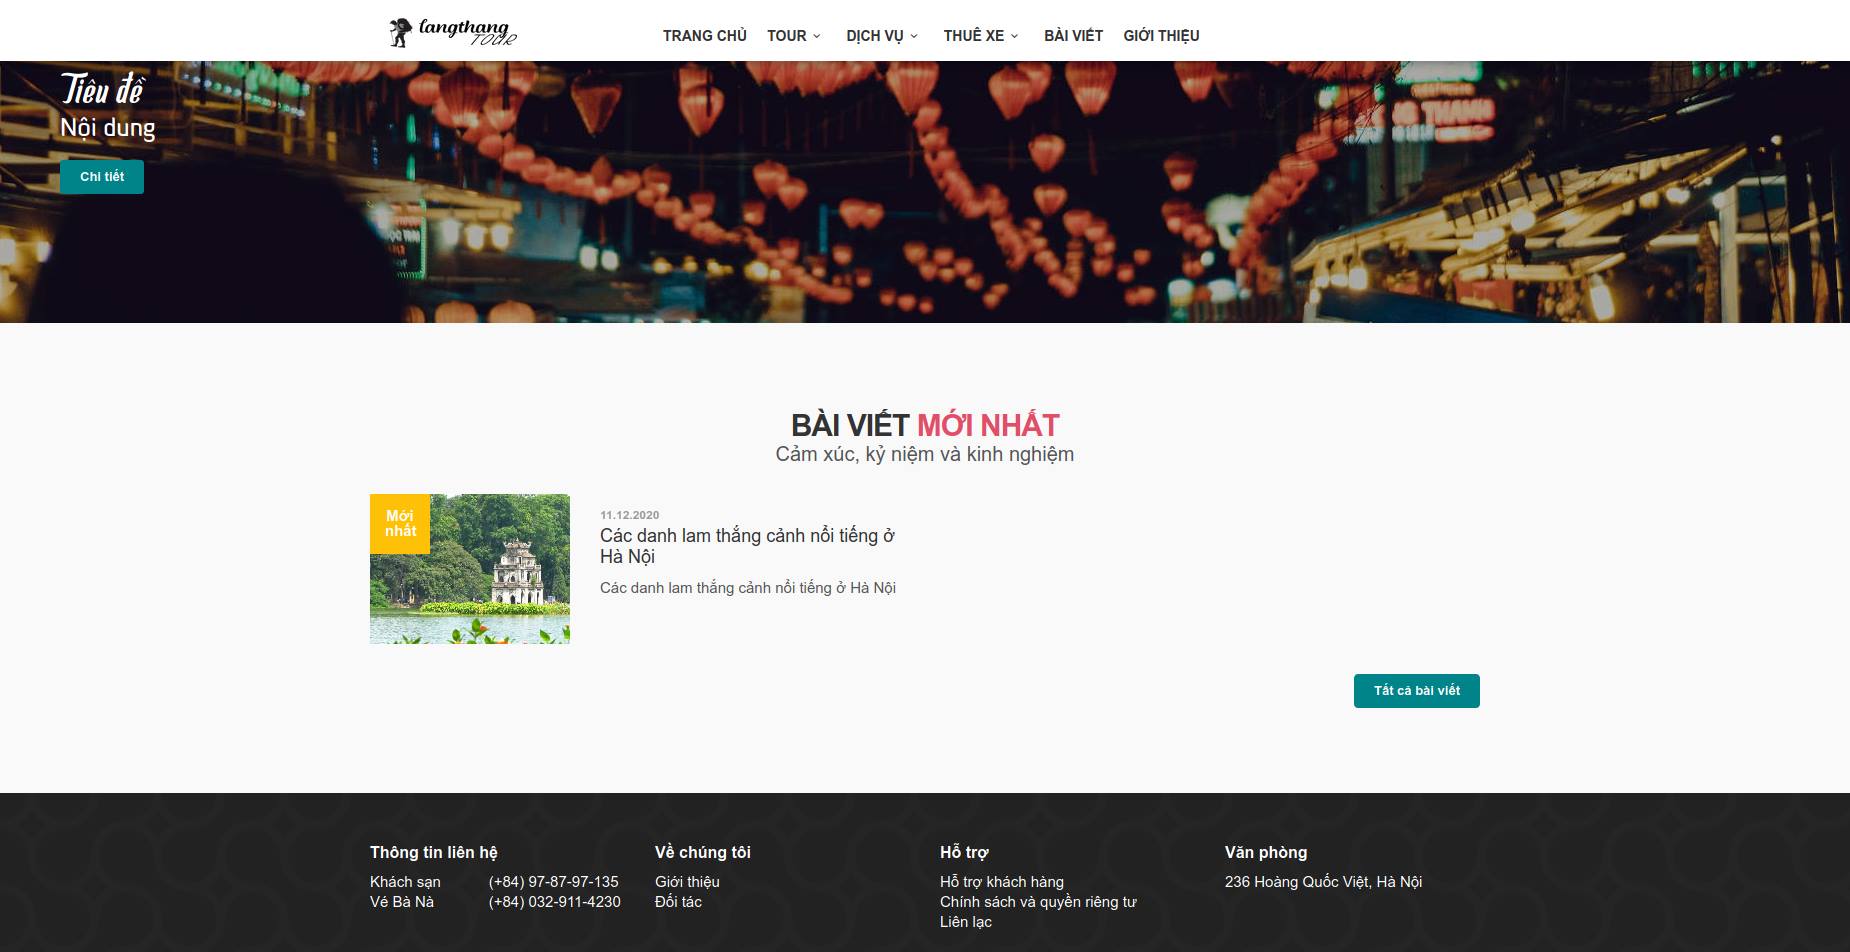 langthang
TOUR
TRANG CHỦ TOUR DỊCH VỤ THUÊ XE BÀI VIẾT GIỚI THIỆU
Tiêu đề
Nội dung
Chi tiết
BÀI VIẾT MỚI NHẤT
Cảm xúc, kỷ niệm và kinh nghiệm
Mới
nhất
11.12.2020
Các danh lam thắng cảnh nổi tiếng ở
Hà Nội
Các danh lam thắng cảnh nổi tiếng ở Hà Nội
Tất cả bài viết
Thông tin liên hệ
Khách sạn (+84) 97-87-97-135
Vé Bà Nà (+84) 032-911-4230
Về chúng tôi
Giới thiệu
Đối tác
Hỗ trợ
Hỗ trợ khách hàng
Chính sách và quyền riêng tư
Liên lạc
Văn phòng
236 Hoàng Quốc Việt, Hà Nội